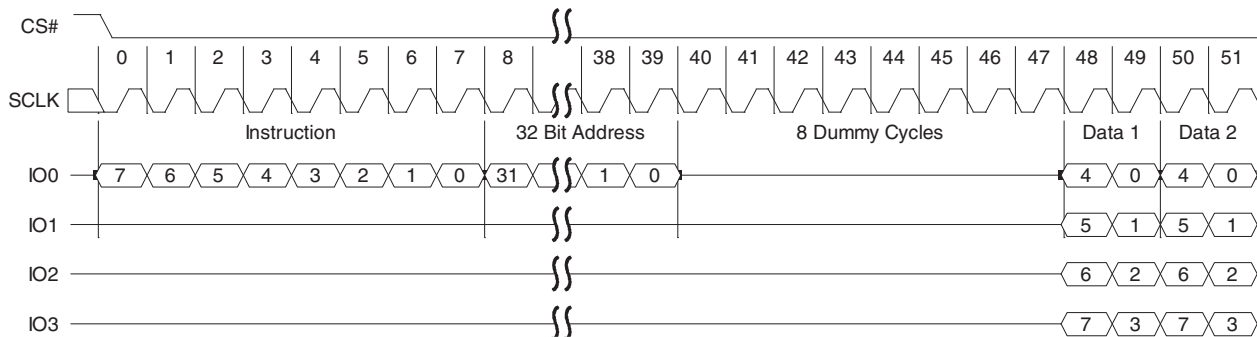 CS#
0 1 2 3 4 5 6 7 8 38 39 40 41 42 43 44 45 46 47 48 49 50 51
SCLK
Instruction 32 Bit Address 8 Dummy Cycles Data 1 Data 2
IO0 7 6 5 4 3 2 1 0 31 1 0 4 0 4 0
IO1 5 1 5 1
IO2 6 2 6 2
IO3 7 3 7 3